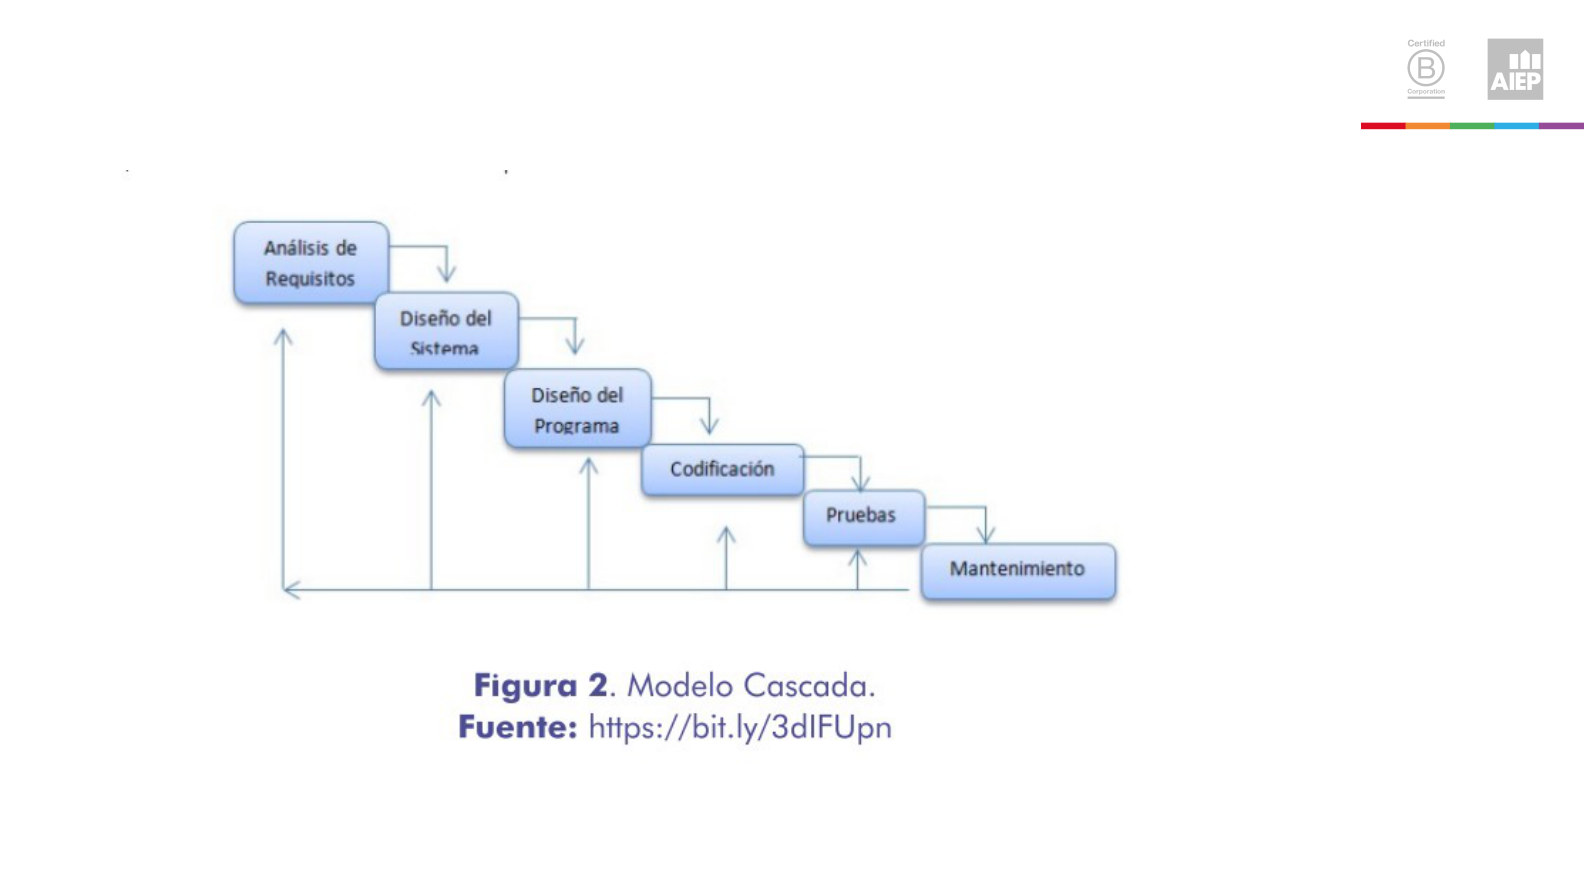 Certified
B
Corporation
AIEP
Análisis de
Requisitos
Diseño del
Sistema
Diseño del
Programa
Codificación
Pruebas
Mantenimiento
Figura 2. Modelo Cascada.
Fuente: https://bit.ly/3dIFUpn